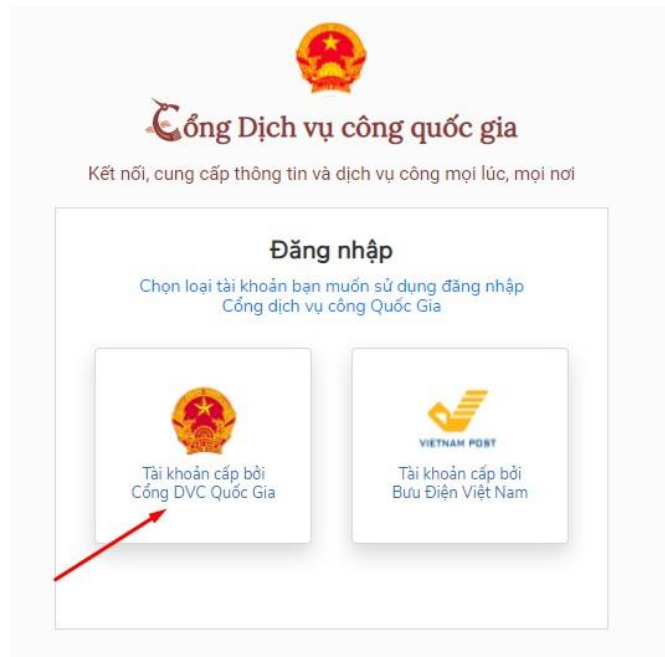 Cổng Dịch vụ công quốc gia
Kết nối, cung cấp thông tin và dịch vụ công mọi lúc, mọi nơi
Đăng nhập
Chọn loại tài khoản bạn muốn sử dụng đăng nhập
Cổng dịch vụ công Quốc Gia
Tài khoản cấp bởi
Cổng DVC Quốc Gia
VIETNAM POST
Tài khoản cấp bởi
Bưu Điện Việt Nam